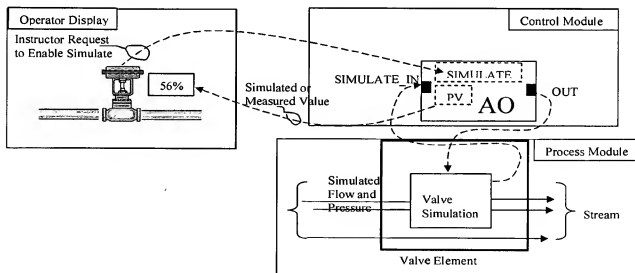 Operator Display
Instructor Request
to Enable Simulate
56%
Simulated or
Measured Value
Control Module
SIMULATE_IN
SIMULATE
PV
AO
OUT
Process Module
Simulated
Flow and
Pressure
Valve
Simulation
Stream
Valve Element